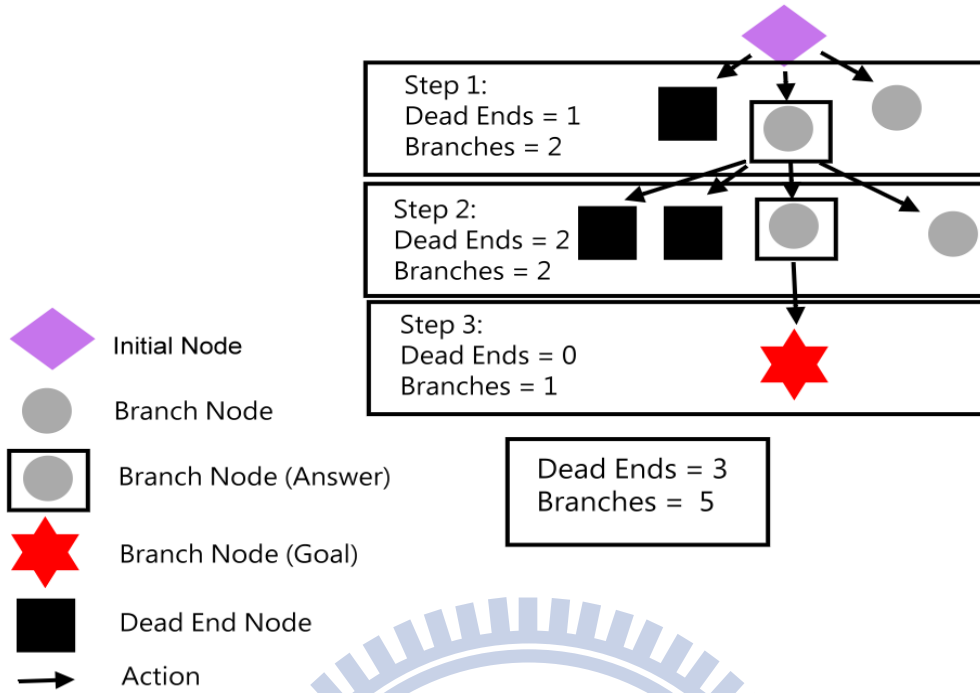 Step 1:
Dead Ends = 1
Branches = 2
Step 2:
Dead Ends = 2
Branches = 2
Step 3:
Dead Ends = 0
Branches = 1
Initial Node
Branch Node
Branch Node (Answer)
Branch Node (Goal)
Dead End Node
Action
Dead Ends = 3
Branches =  5